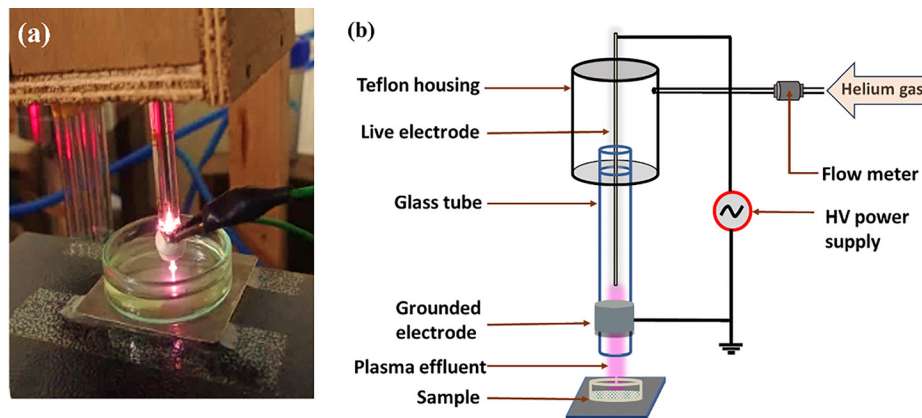 (a)
(b)
Teflon housing
Live electrode
Glass tube
Grounded
electrode
Plasma effluent
Sample
Helium gas
Flow meter
HV power
supply